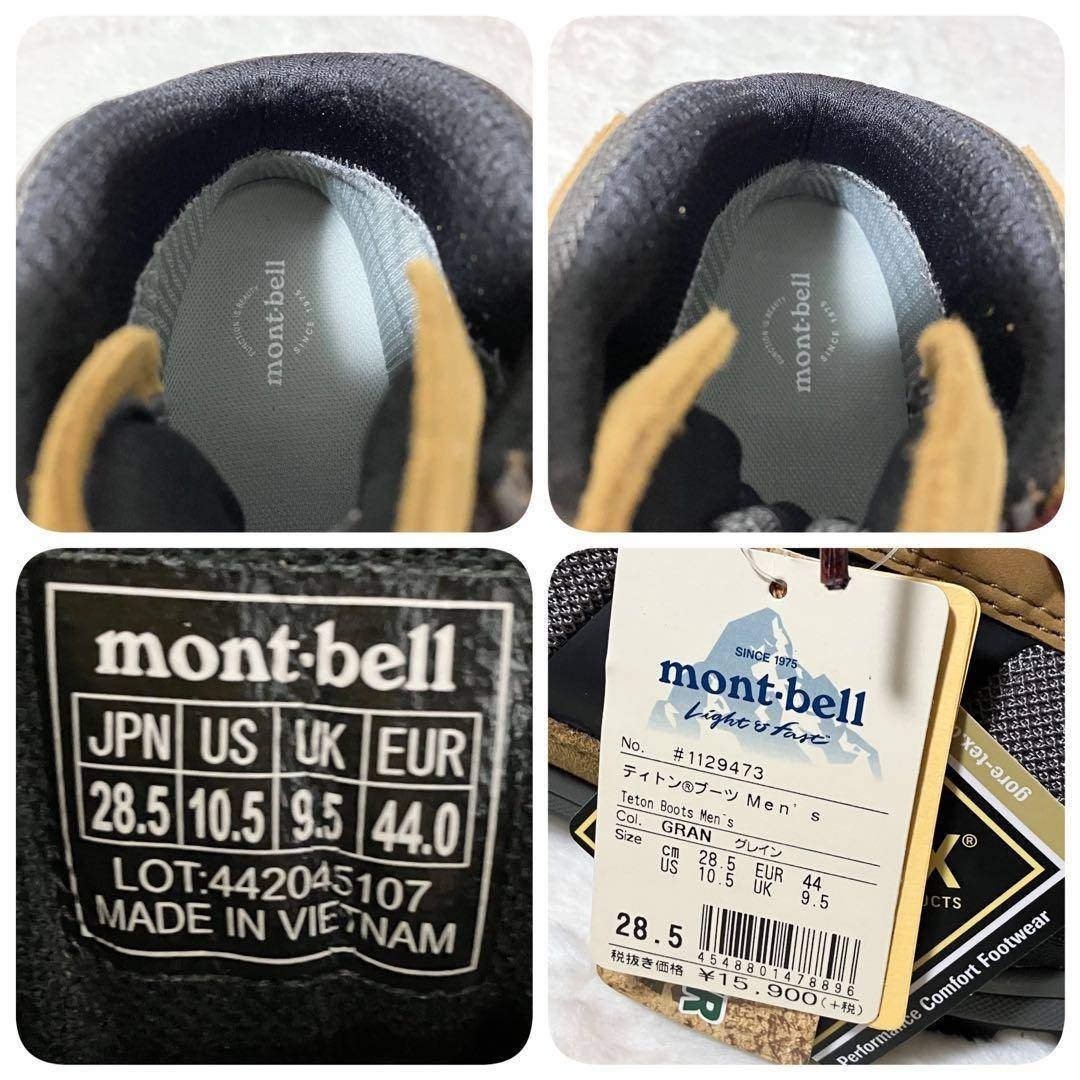 FUNCTION IS BEAUTY
mont·bell
SINCE 1975
FUNCTION IS BEAUTY
mont·bell
SINCE 1975
mont·bell
JPN US UK EUR
28.5 10.5 9.5 44.0
LOT:442045107
MADE IN VIETNAM
SINCE 1975
mont·bell
Light & Fast
No. #1129473
ティトン®ブーツ Men's
Teton Boots Men's
Col. GRAN グレイン
Size cm 28.5 EUR 44
US 10.5 UK 9.5
28.5
4548801478896
税抜き価格 ¥15,900(+税)
gore-tex.c
X®
DUCTS
Performance Comfort Footwear
R